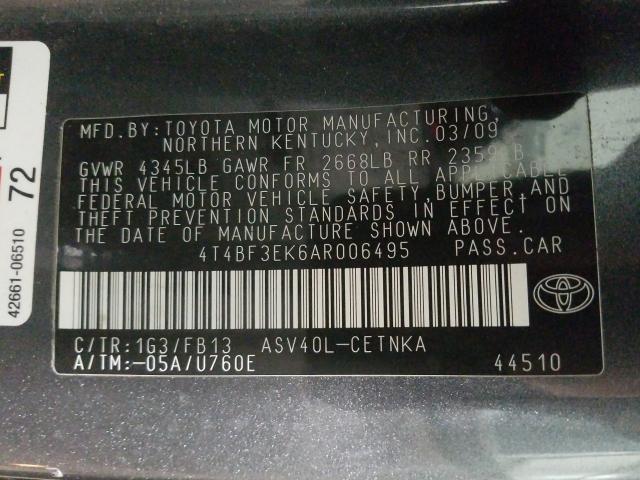 MFD.BY:TOYOTA MOTOR MANUFACTURING,
NORTHERN KENTUCKY,INC.03/09
GVWR 4345LB GAWR FR 2668LB RR
THIS VEHICLE CONFORMS TO ALL APPLICABLE
FEDERAL MOTOR VEHICLE SAFETY,BUMPER,AND
THEFT PREVENTION STANDARDS IN EFFECT ON
THE DATE OF MANUFACTURE SHOWN ABOVE.
4T4BF3EK6AR006495 PASS.CAR
C/TR:1G3/FB13 ASV40L-CETNKA
A/TM:-05A/U760E 44510
42661-06510
72